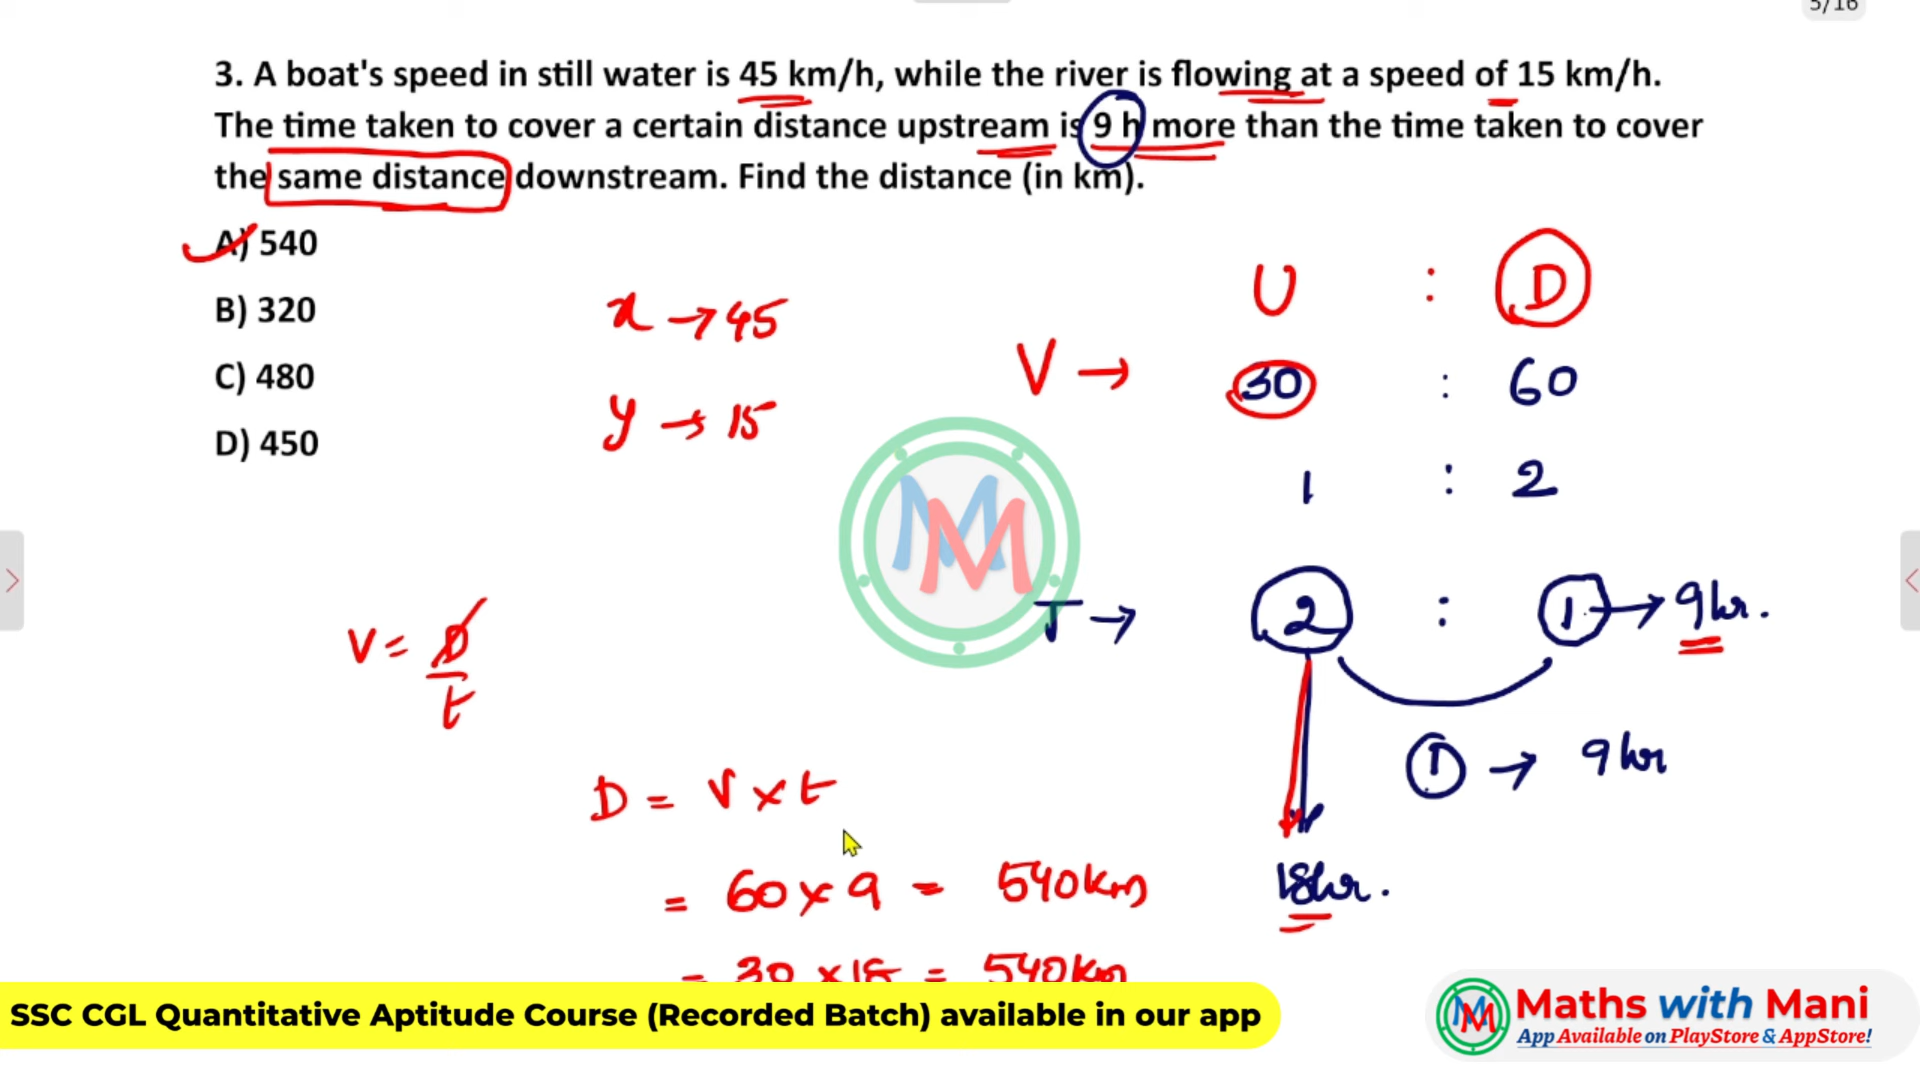 5/16
3. A boat's speed in still water is 45 km/h, while the river is flowing at a speed of 15 km/h.
The time taken to cover a certain distance upstream is 9 h more than the time taken to cover
the same distance downstream. Find the distance (in km).
A) 540
B) 320
C) 480
D) 450
x → 45
y → 15
U : D
V → 30 : 60
1 : 2
T → 2 : 1 → 9hr.
1 → 9hr
18hr.
V = D/t
D = V × t
= 60 × 9 = 540km
= 30 × 18 = 540km
MM
SSC CGL Quantitative Aptitude Course (Recorded Batch) available in our app
MM
Maths with Mani
App Available on PlayStore & AppStore!